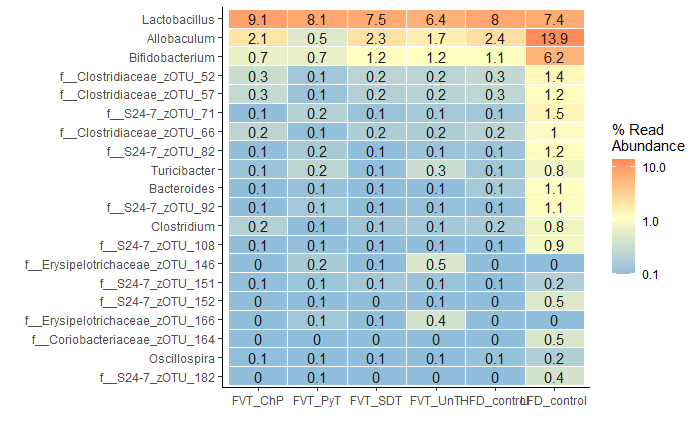 Lactobacillus 9.1 8.1 7.5 6.4 8 7.4
Allobaculum 2.1 0.5 2.3 1.7 2.4 13.9
Bifidobacterium 0.7 0.7 1.2 1.2 1.1 6.2
f__Clostridiaceae_zOTU_52 0.3 0.1 0.2 0.2 0.3 1.4
f__Clostridiaceae_zOTU_57 0.3 0.1 0.2 0.2 0.3 1.2
f__S24-7_zOTU_71 0.1 0.2 0.1 0.1 0.1 1.5
f__Clostridiaceae_zOTU_66 0.2 0.1 0.2 0.2 0.2 1
f__S24-7_zOTU_82 0.1 0.2 0.1 0.1 0.1 1.2
Turicibacter 0.1 0.2 0.1 0.3 0.1 0.8
Bacteroides 0.1 0.1 0.1 0.1 0.1 1.1
f__S24-7_zOTU_92 0.1 0.1 0.1 0.1 0.1 1.1
Clostridium 0.2 0.1 0.1 0.1 0.2 0.8
f__S24-7_zOTU_108 0.1 0.1 0.1 0.1 0.1 0.9
f__Erysipelotrichaceae_zOTU_146 0 0.2 0.1 0.5 0 0
f__S24-7_zOTU_151 0.1 0.1 0.1 0.1 0.1 0.2
f__S24-7_zOTU_152 0 0.1 0 0.1 0 0.5
f__Erysipelotrichaceae_zOTU_166 0 0.1 0.1 0.4 0 0
f__Coriobacteriaceae_zOTU_164 0 0 0 0 0 0.5
Oscillospira 0.1 0.1 0.1 0.1 0.1 0.2
f__S24-7_zOTU_182 0 0.1 0 0.1 0 0.4
FVT_ChP FVT_PyT FVT_SDT FVT_UnT HFD_control LFD_control
% Read
Abundance
10.0
1.0
0.1